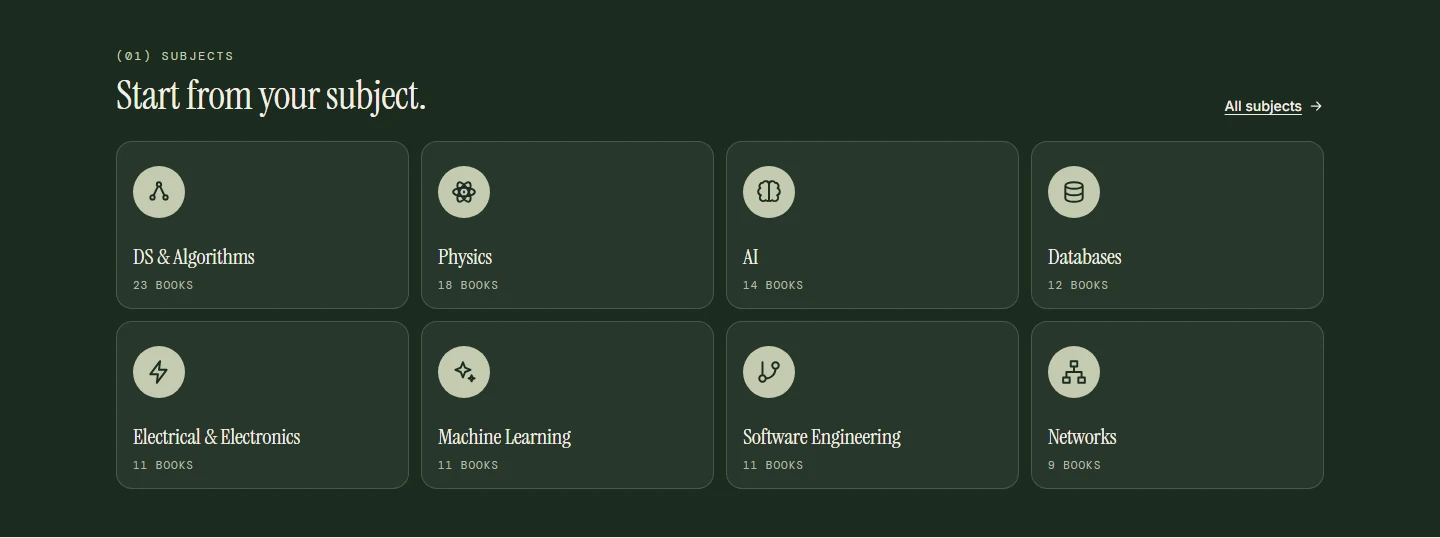 (01) SUBJECTS
Start from your subject.
All subjects →
DS & Algorithms
23 BOOKS
Physics
18 BOOKS
AI
14 BOOKS
Databases
12 BOOKS
Electrical & Electronics
11 BOOKS
Machine Learning
11 BOOKS
Software Engineering
11 BOOKS
Networks
9 BOOKS